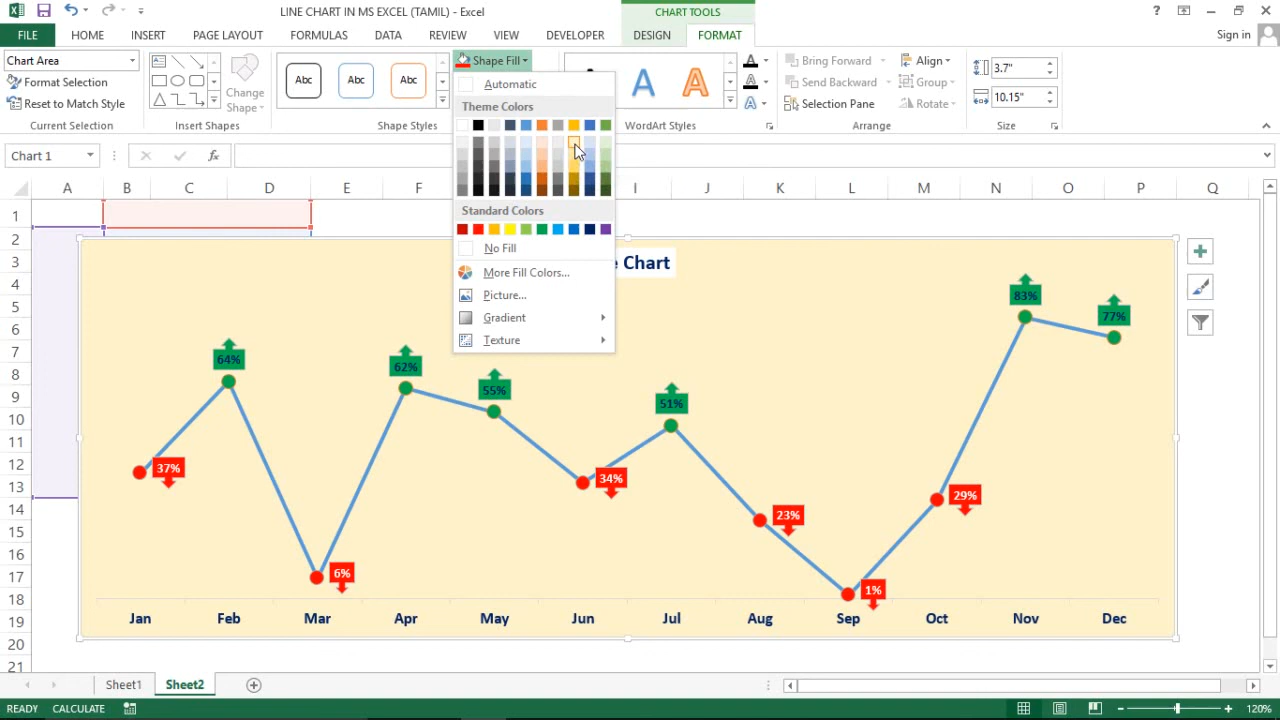 LINE CHART IN MS EXCEL (TAMIL) - Excel
CHART TOOLS
?
FILE HOME INSERT PAGE LAYOUT FORMULAS DATA REVIEW VIEW DEVELOPER DESIGN FORMAT Sign in
Chart Area
Format Selection
Reset to Match Style
Current Selection
Change
Shape
Insert Shapes
Abc Abc Abc
Shape Styles
Shape Fill
Automatic
Theme Colors
Standard Colors
No Fill
More Fill Colors...
Picture...
Gradient
Texture
A A A
WordArt Styles
Bring Forward
Send Backward
Selection Pane
Align
Group
Rotate
Arrange
3.7"
10.15"
Size
Chart 1
fx
A B C D E F I J K L M N O P Q
1
2
3
4
5
6
7
8
9
10
11
12
13
14
15
16
17
18
19
20
21
Chart
37%
64%
6%
62%
55%
34%
51%
23%
1%
29%
83%
77%
Jan Feb Mar Apr May Jun Jul Aug Sep Oct Nov Dec
Sheet1 Sheet2
READY CALCULATE 120%